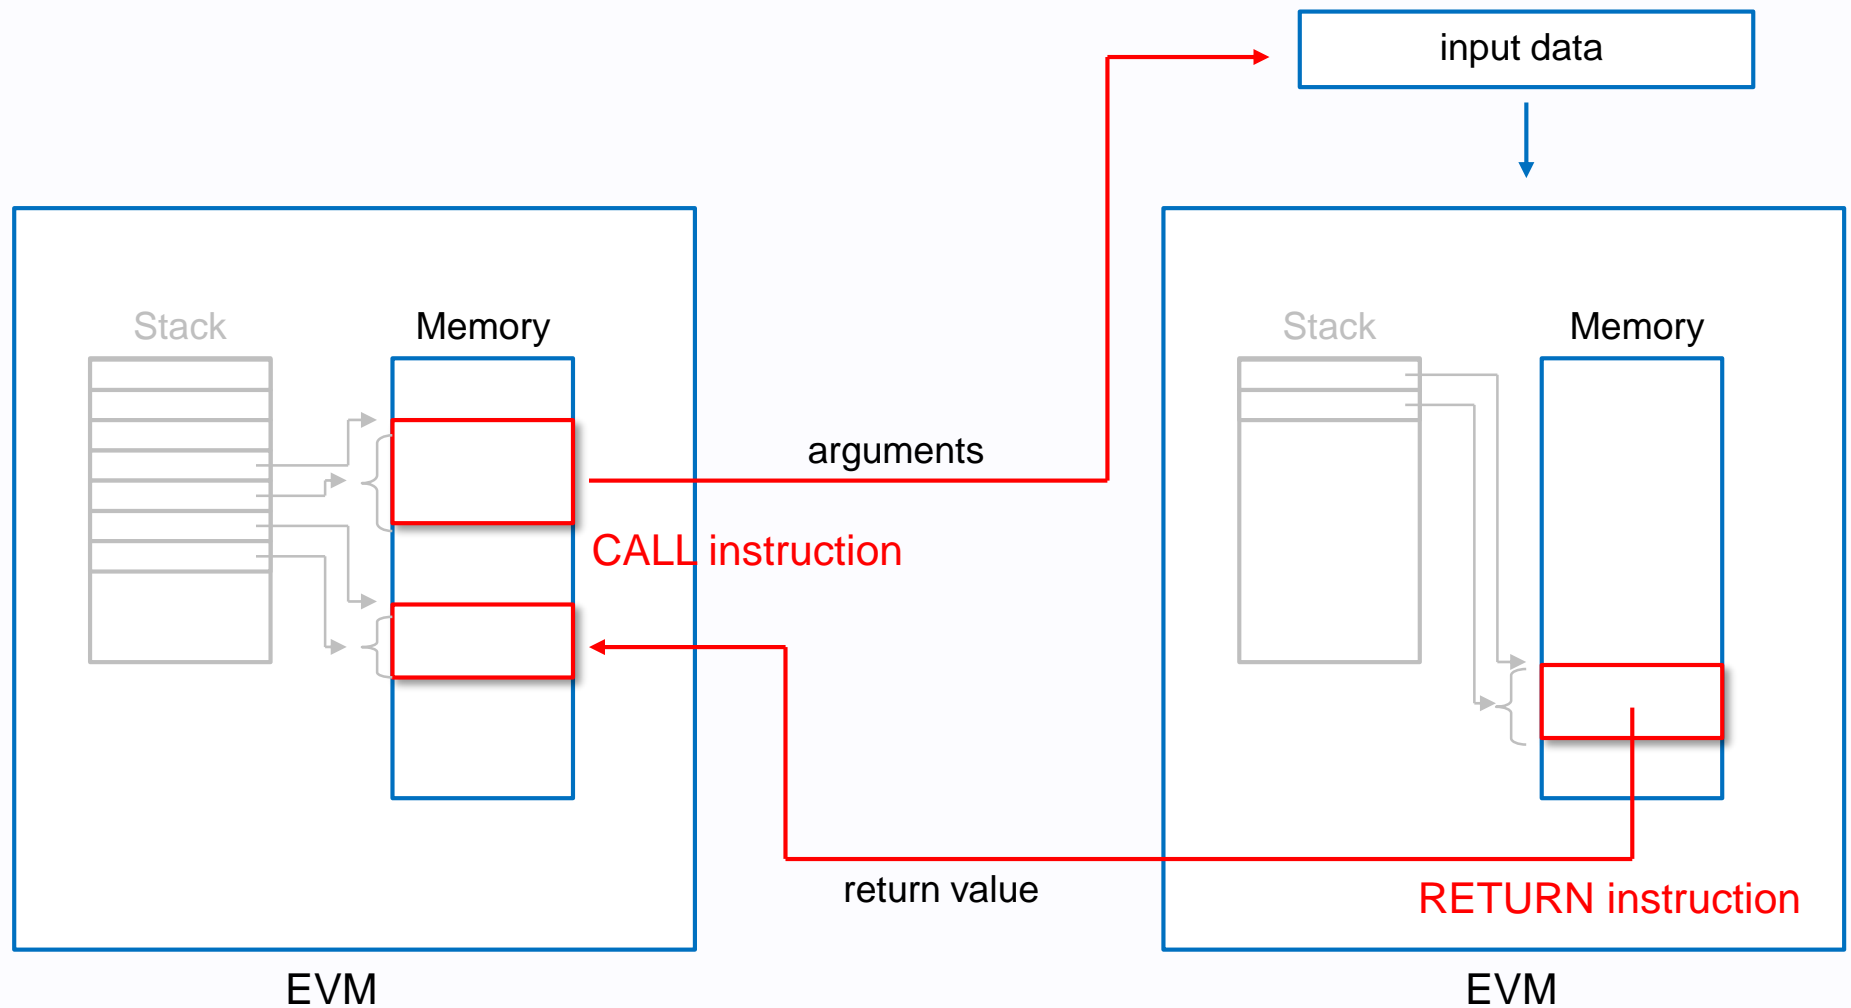 input data
Stack
Memory
Stack
Memory
arguments
CALL instruction
return value
RETURN instruction
EVM
EVM